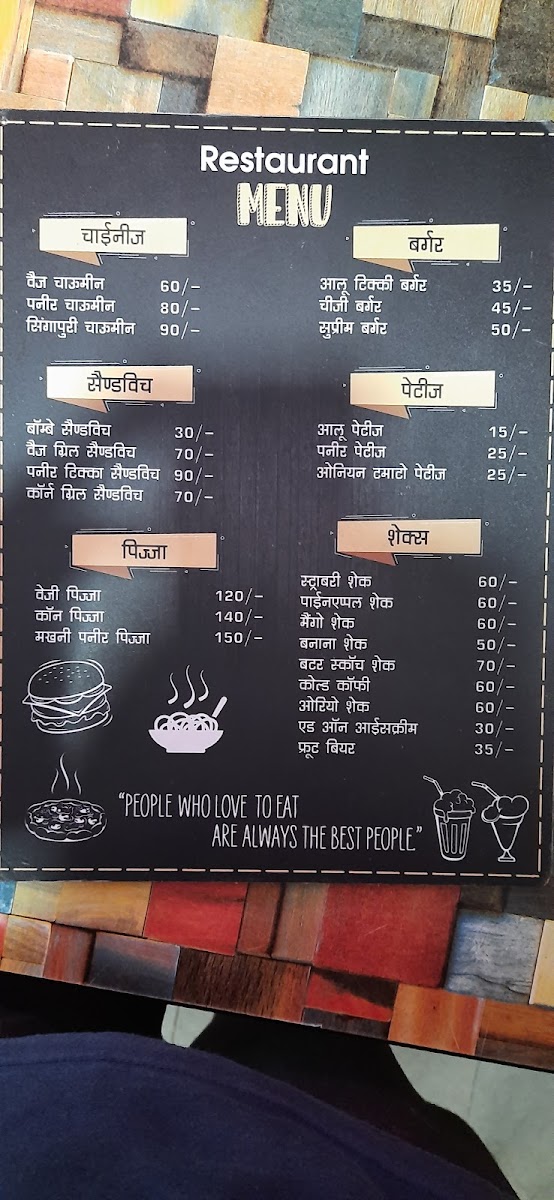 Restaurant
MENU
चाईनीज
वैज चाऊमीन 60/-
पनीर चाऊमीन 80/-
सिंगापुरी चाऊमीन 90/-
सैण्डविच
बॉम्बे सैण्डविच 30/-
वैज ग्रिल सैण्डविच 70/-
पनीर टिक्का सैण्डविच 90/-
कॉर्न ग्रिल सैण्डविच 70/-
पिज्जा
वेजी पिज्जा 120/-
कॉन पिज्जा 140/-
मखनी पनीर पिज्जा 150/-
बर्गर
आलू टिक्की बर्गर 35/-
चीजी बर्गर 45/-
सुप्रीम बर्गर 50/-
पेटीज
आलू पेटीज 15/-
पनीर पेटीज 25/-
ओनियन टमाटो पेटीज 25/-
शेक्स
स्ट्राबरी शेक 60/-
पाईनएप्पल शेक 60/-
मैंगो शेक 60/-
बनाना शेक 50/-
बटर स्कॉच शेक 70/-
कोल्ड कॉफी 60/-
ओरियो शेक 60/-
एड ऑन आईसक्रीम 30/-
फ्रूट बियर 35/-
"PEOPLE WHO LOVE TO EAT
ARE ALWAYS THE BEST PEOPLE."